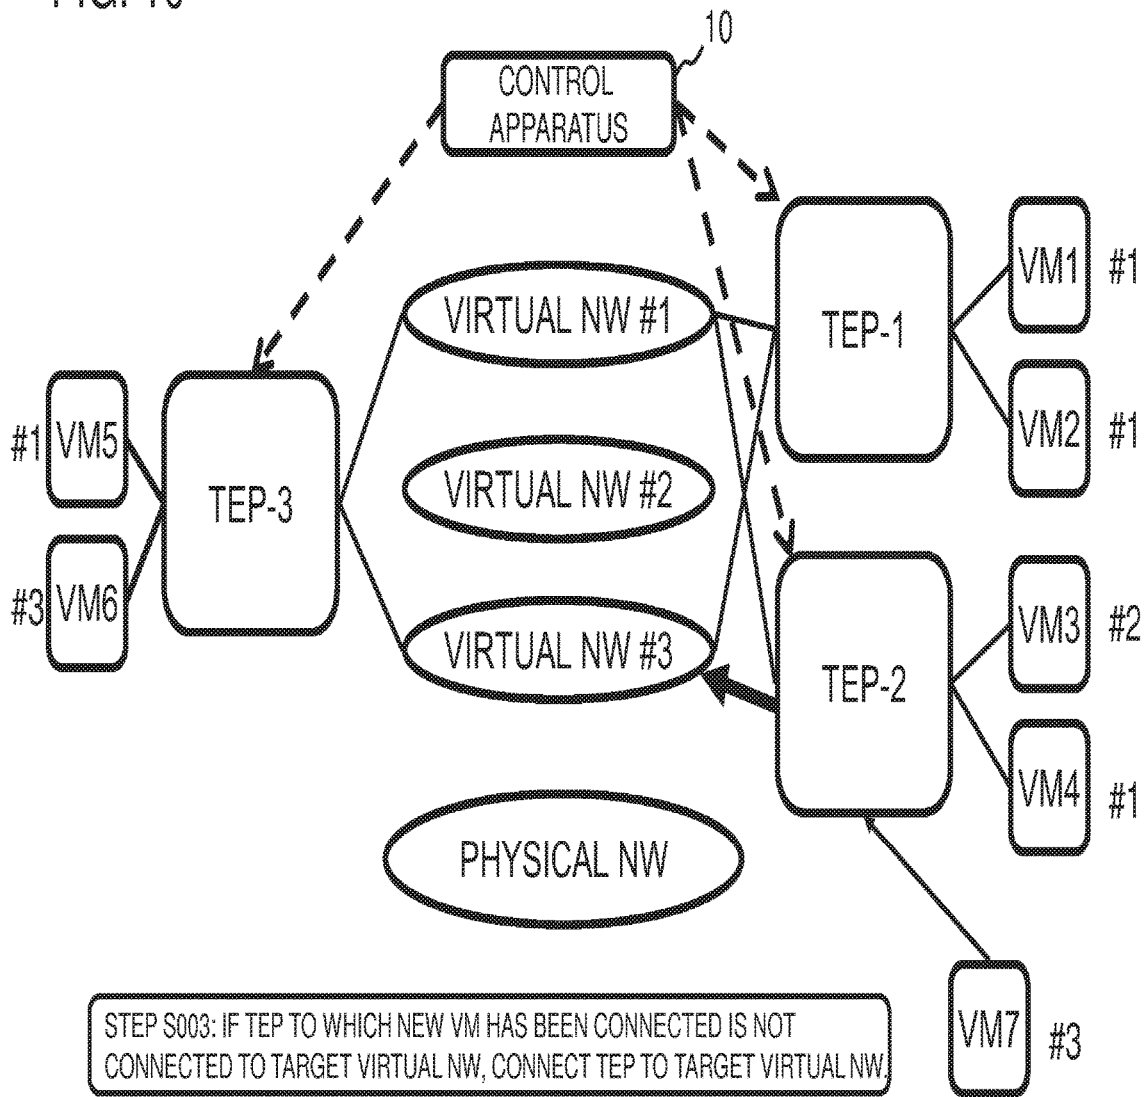 FIG. 10
10
CONTROL
APPARATUS
VIRTUAL NW #1
TEP-1
VM1 #1
VM2 #1
#1 VM5
TEP-3
VIRTUAL NW #2
#3 VM6
VIRTUAL NW #3
TEP-2
VM3 #2
VM4 #1
PHYSICAL NW
VM7 #3
STEP S003: IF TEP TO WHICH NEW VM HAS BEEN CONNECTED IS NOT
CONNECTED TO TARGET VIRTUAL NW, CONNECT TEP TO TARGET VIRTUAL NW.